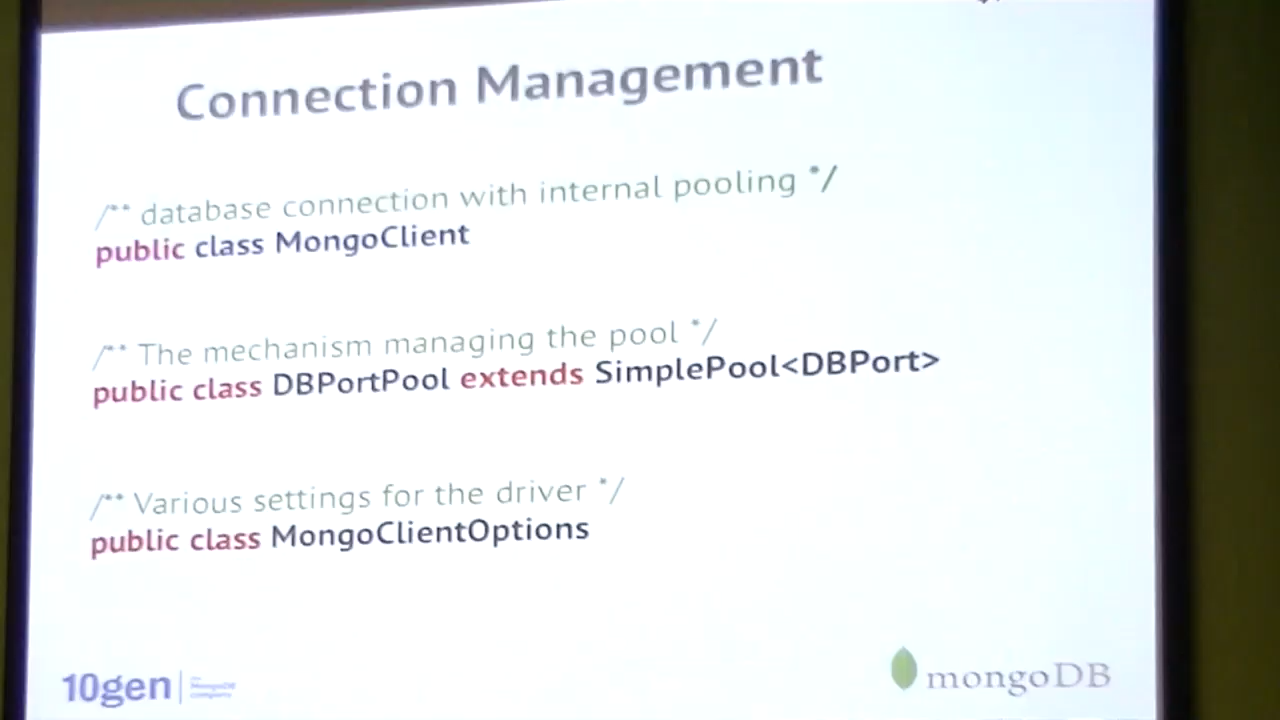 Connection Management
/** database connection with internal pooling */
public class MongoClient
/** The mechanism managing the pool */
public class DBPortPool extends SimplePool<DBPort>
/** Various settings for the driver */
public class MongoClientOptions
10gen
mongoDB